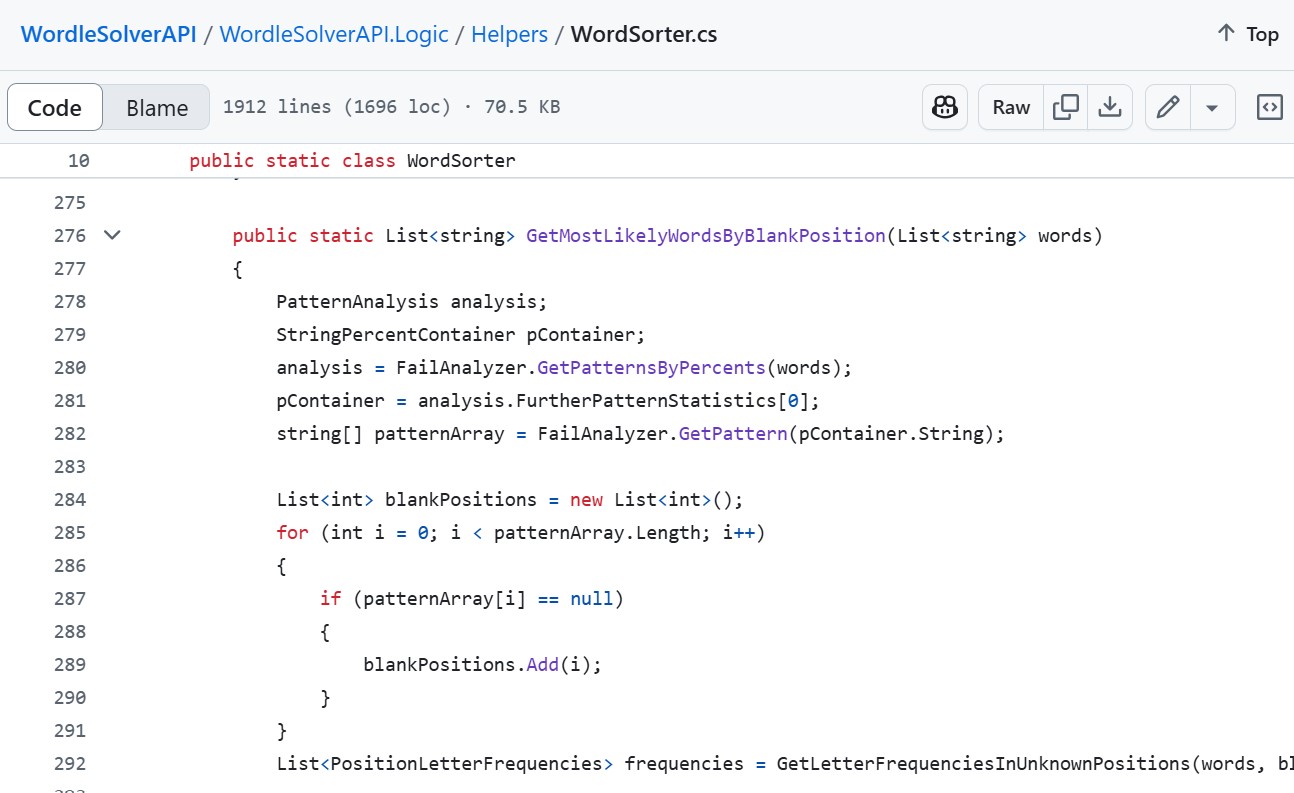 WordleSolverAPI / WordleSolverAPI.Logic / Helpers / WordSorter.cs Top
Code Blame 1912 lines (1696 loc) · 70.5 KB Raw
10 public static class WordSorter
275
276 public static List<string> GetMostLikelyWordsByBlankPosition(List<string> words)
277 {
278 PatternAnalysis analysis;
279 StringPercentContainer pContainer;
280 analysis = FailAnalyzer.GetPatternsByPercents(words);
281 pContainer = analysis.FurtherPatternStatistics[0];
282 string[] patternArray = FailAnalyzer.GetPattern(pContainer.String);
283
284 List<int> blankPositions = new List<int>();
285 for (int i = 0; i < patternArray.Length; i++)
286 {
287 if (patternArray[i] == null)
288 {
289 blankPositions.Add(i);
290 }
291 }
292 List<PositionLetterFrequencies> frequencies = GetLetterFrequenciesInUnknownPositions(words,